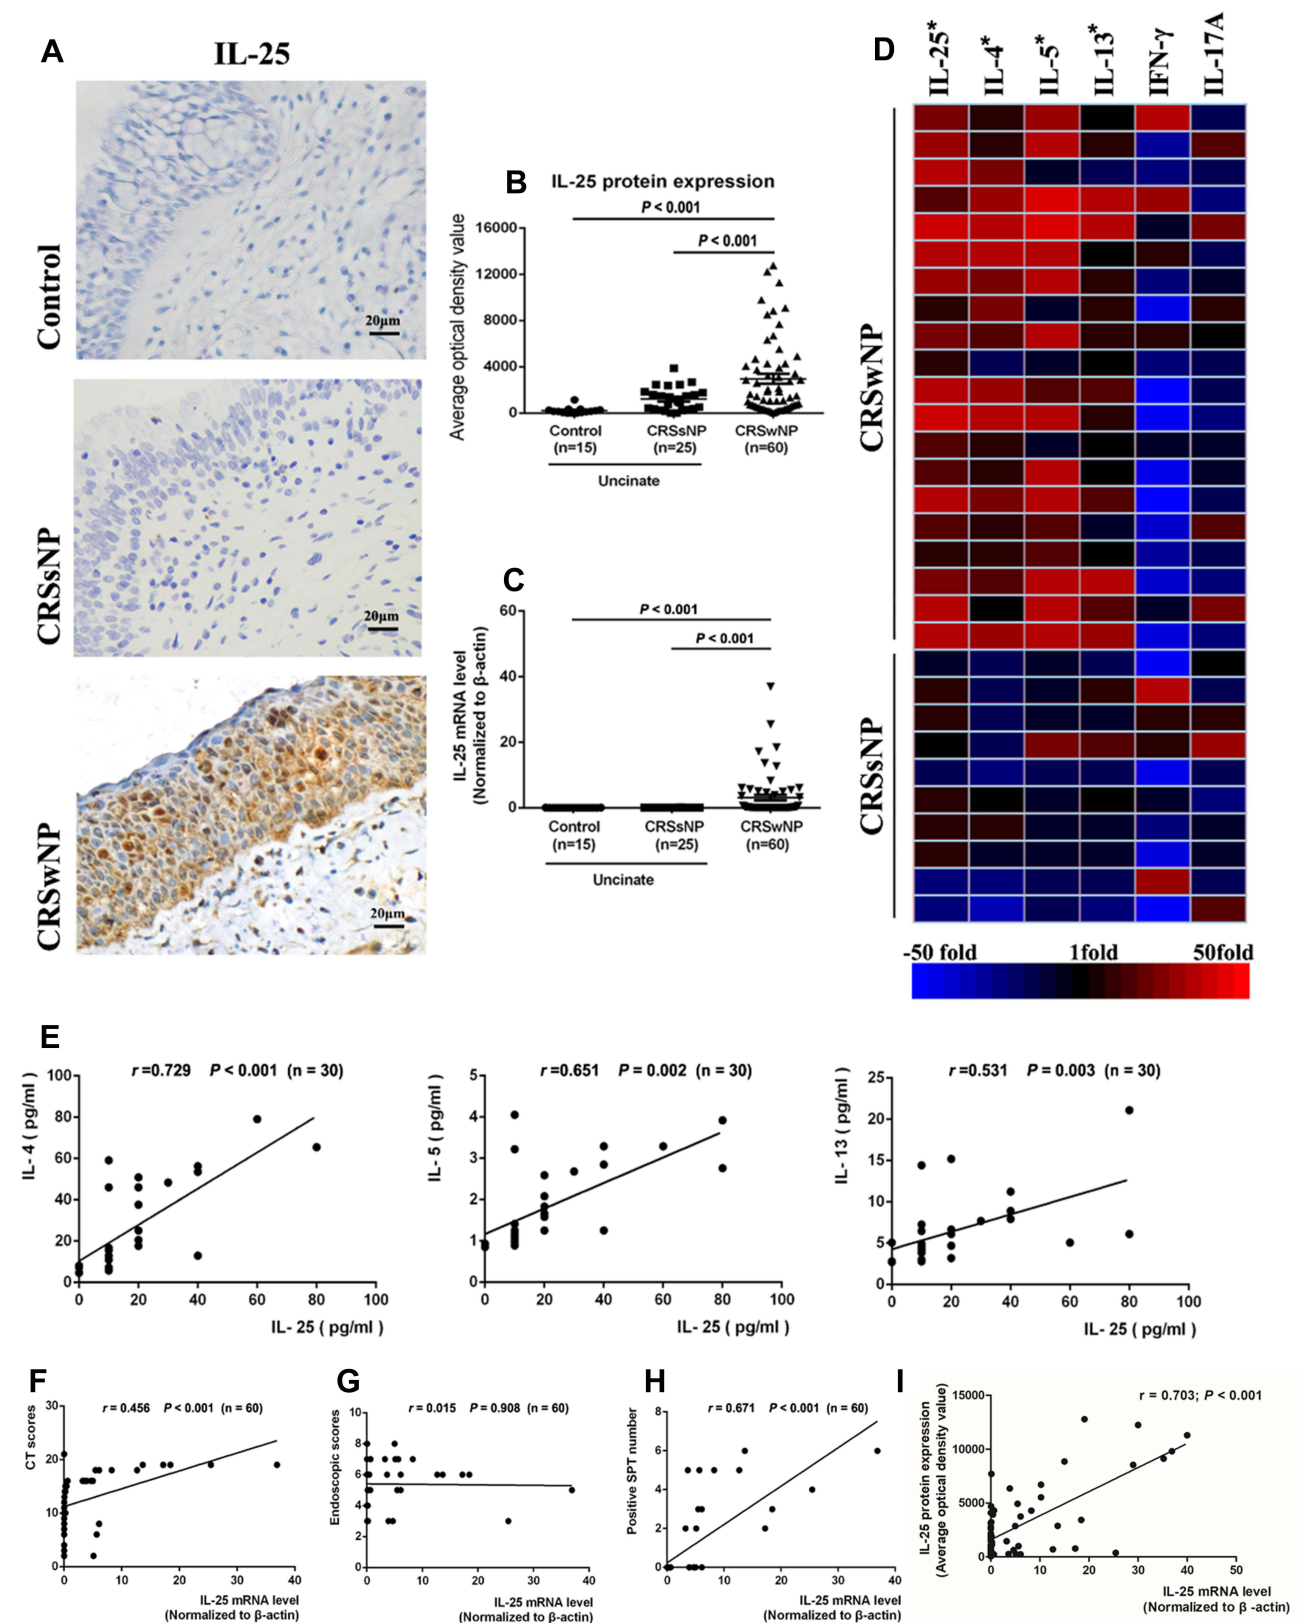 A
IL-25
Control
20μm
CRSsNP
20μm
CRSwNP
20μm
B
IL-25 protein expression
P < 0.001
P < 0.001
Average optical density value
16000
12000
8000
4000
0
Control CRSsNP CRSwNP
(n=15) (n=25) (n=60)
Uncinate
C
P < 0.001
P < 0.001
IL-25 mRNA level
(Normalized to β-actin)
60
40
20
0
Control CRSsNP CRSwNP
(n=15) (n=25) (n=60)
Uncinate
D
IL-25* IL-4* IL-5* IL-13* IFN-γ IL-17A
CRSwNP
CRSsNP
-50 fold 1fold 50fold
E
r =0.729 P < 0.001 (n = 30)
IL- 4 ( pg/ml )
100
80
60
40
20
0
0 20 40 60 80 100
IL- 25 ( pg/ml )
r =0.651 P = 0.002 (n = 30)
IL- 5 ( pg/ml )
5
4
3
2
1
0
0 20 40 60 80 100
IL- 25 ( pg/ml )
r =0.531 P = 0.003 (n = 30)
IL- 13 ( pg/ml )
25
20
15
10
5
0
0 20 40 60 80 100
IL- 25 ( pg/ml )
F
r = 0.456 P < 0.001 (n = 60)
CT scores
30
20
10
0
0 10 20 30 40
IL-25 mRNA level
(Normalized to β-actin)
G
r = 0.015 P = 0.908 (n = 60)
Endoscopic scores
10
8
6
4
2
0
0 10 20 30 40
IL-25 mRNA level
(Normalized to β-actin)
H
r = 0.671 P < 0.001 (n = 60)
Positive SPT number
8
6
4
2
0
0 10 20 30 40
IL-25 mRNA level
(Normalized to β-actin)
I
r = 0.703; P < 0.001
IL-25 protein expression
(Average optical density value)
15000
10000
5000
0
0 10 20 30 40 50
IL-25 mRNA level
(Normalized to β -actin)